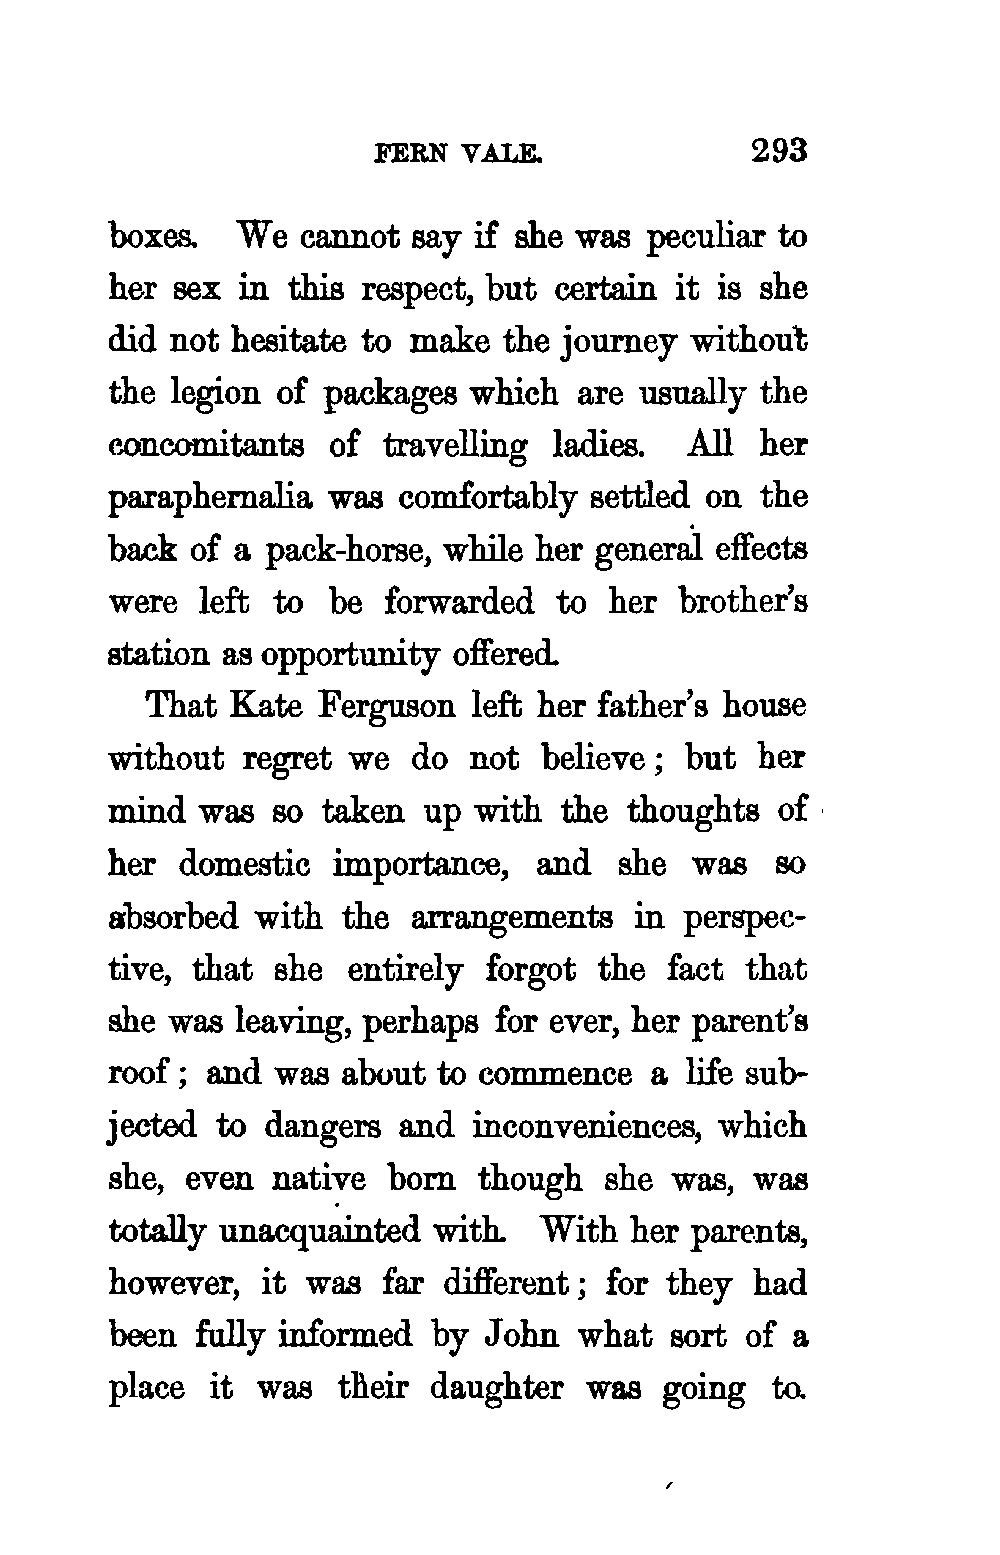 FERN VALE. 293
boxes. We cannot say if she was peculiar to
her sex in this respect, but certain it is she
did not hesitate to make the journey without
the legion of packages which are usually the
concomitants of travelling ladies. All her
paraphernalia was comfortably settled on the
back of a pack-horse, while her general effects
were left to be forwarded to her brother's
station as opportunity offered.
That Kate Ferguson left her father's house
without regret we do not believe; but her
mind was so taken up with the thoughts of
her domestic importance, and she was so
absorbed with the arrangements in perspec-
tive, that she entirely forgot the fact that
she was leaving, perhaps for ever, her parent's
roof; and was about to commence a life sub-
jected to dangers and inconveniences, which
she, even native born though she was, was
totally unacquainted with. With her parents,
however, it was far different; for they had
been fully informed by John what sort of a
place it was their daughter was going to.